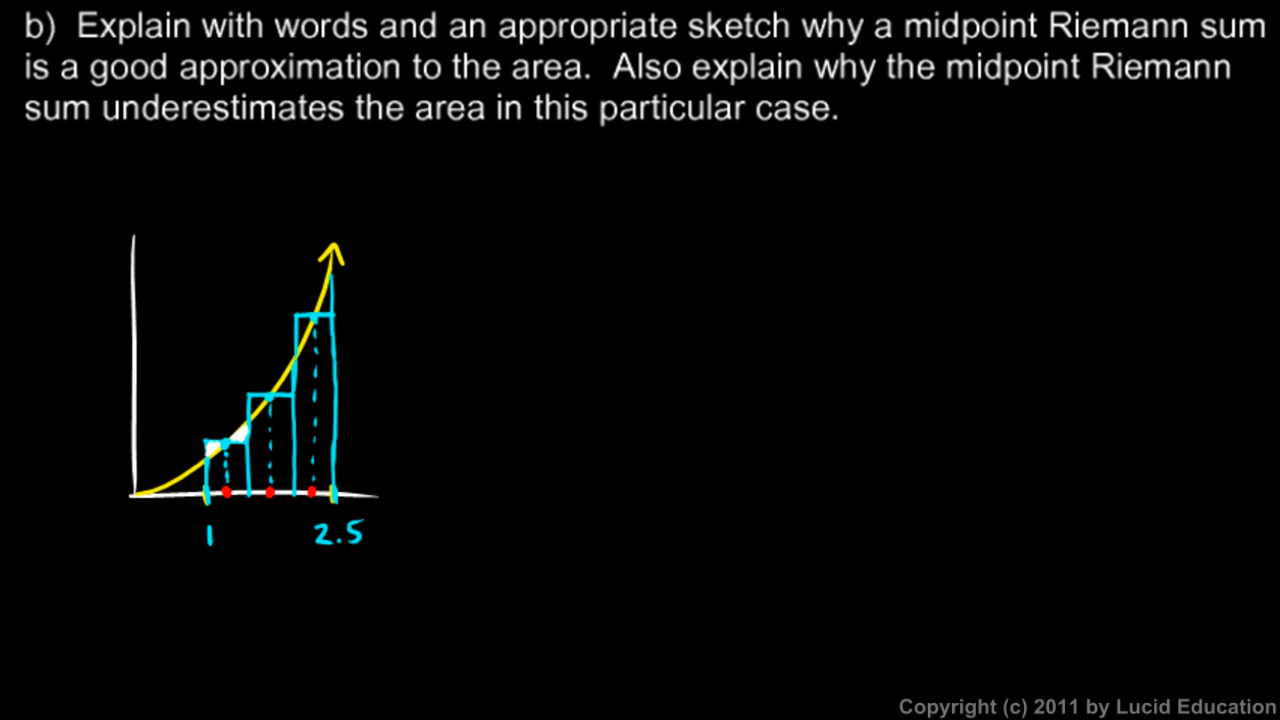 b)  Explain with words and an appropriate sketch why a midpoint Riemann sum
is a good approximation to the area.  Also explain why the midpoint Riemann
sum underestimates the area in this particular case.
1
2.5
Copyright (c) 2011 by Lucid Education